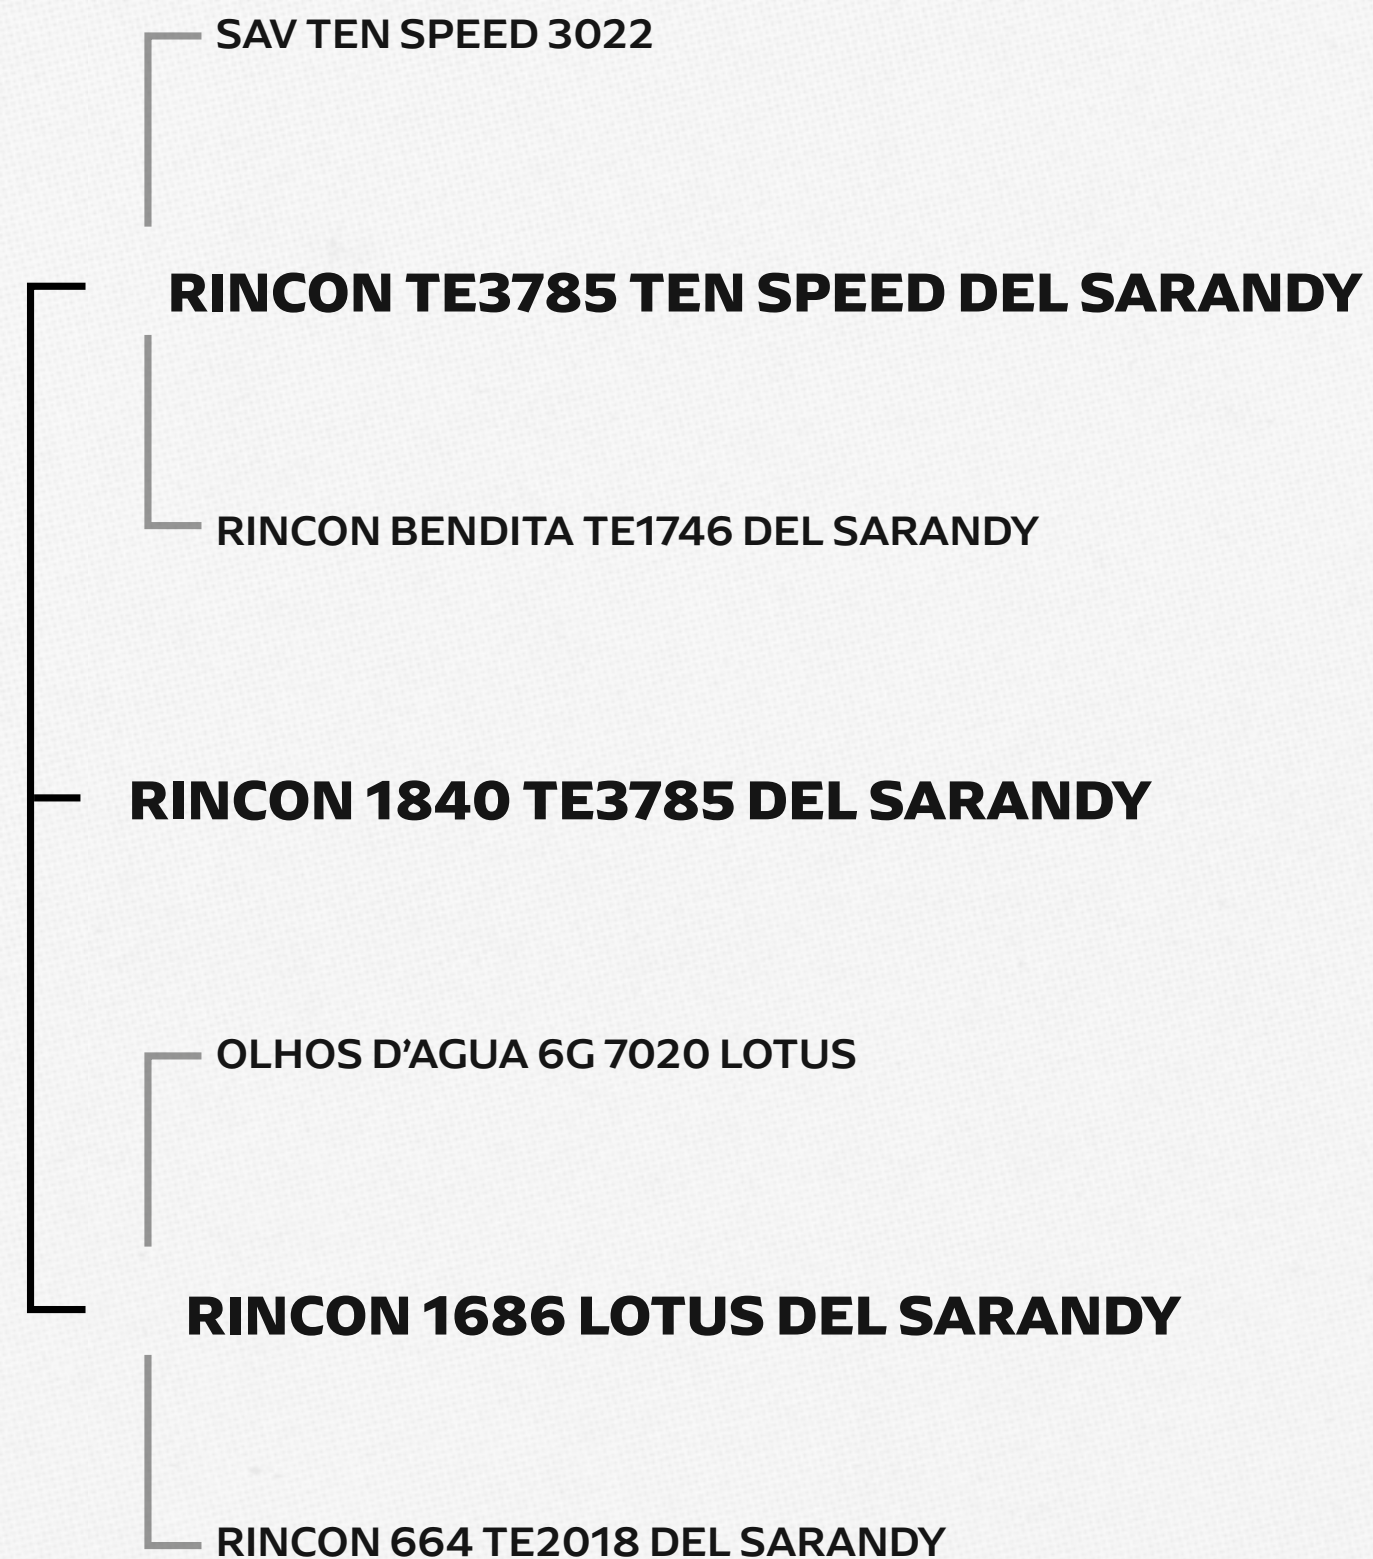 SAV TEN SPEED 3022
RINCON TE3785 TEN SPEED DEL SARANDY
RINCON BENDITA TE1746 DEL SARANDY
RINCON 1840 TE3785 DEL SARANDY
OLHOS D’AGUA 6G 7020 LOTUS
RINCON 1686 LOTUS DEL SARANDY
RINCON 664 TE2018 DEL SARANDY